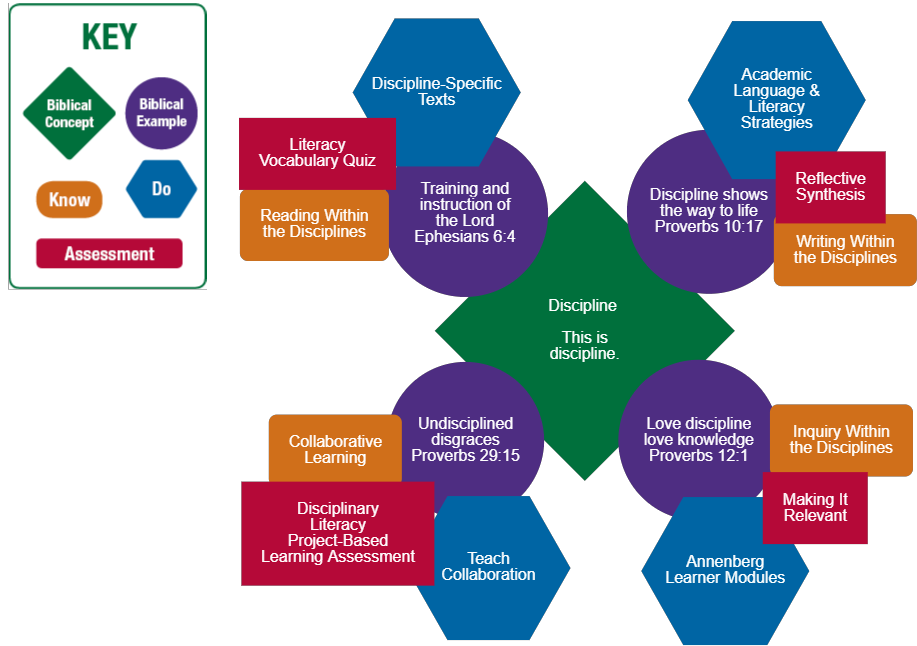 KEY
Biblical
Concept
Biblical
Example
Know
Do
Assessment
Discipline-Specific
Texts
Literacy
Vocabulary Quiz
Reading Within
the Disciplines
Training and
instruction of
the Lord
Ephesians 6:4
Academic
Language &
Literacy
Strategies
Discipline shows
the way to life
Proverbs 10:17
Reflective
Synthesis
Writing Within
the Disciplines
Discipline
This is
discipline.
Undisciplined
disgraces
Proverbs 29:15
Collaborative
Learning
Disciplinary
Literacy
Project-Based
Learning Assessment
Teach
Collaboration
Love discipline
love knowledge
Proverbs 12:1
Inquiry Within
the Disciplines
Making It
Relevant
Annenberg
Learner Modules